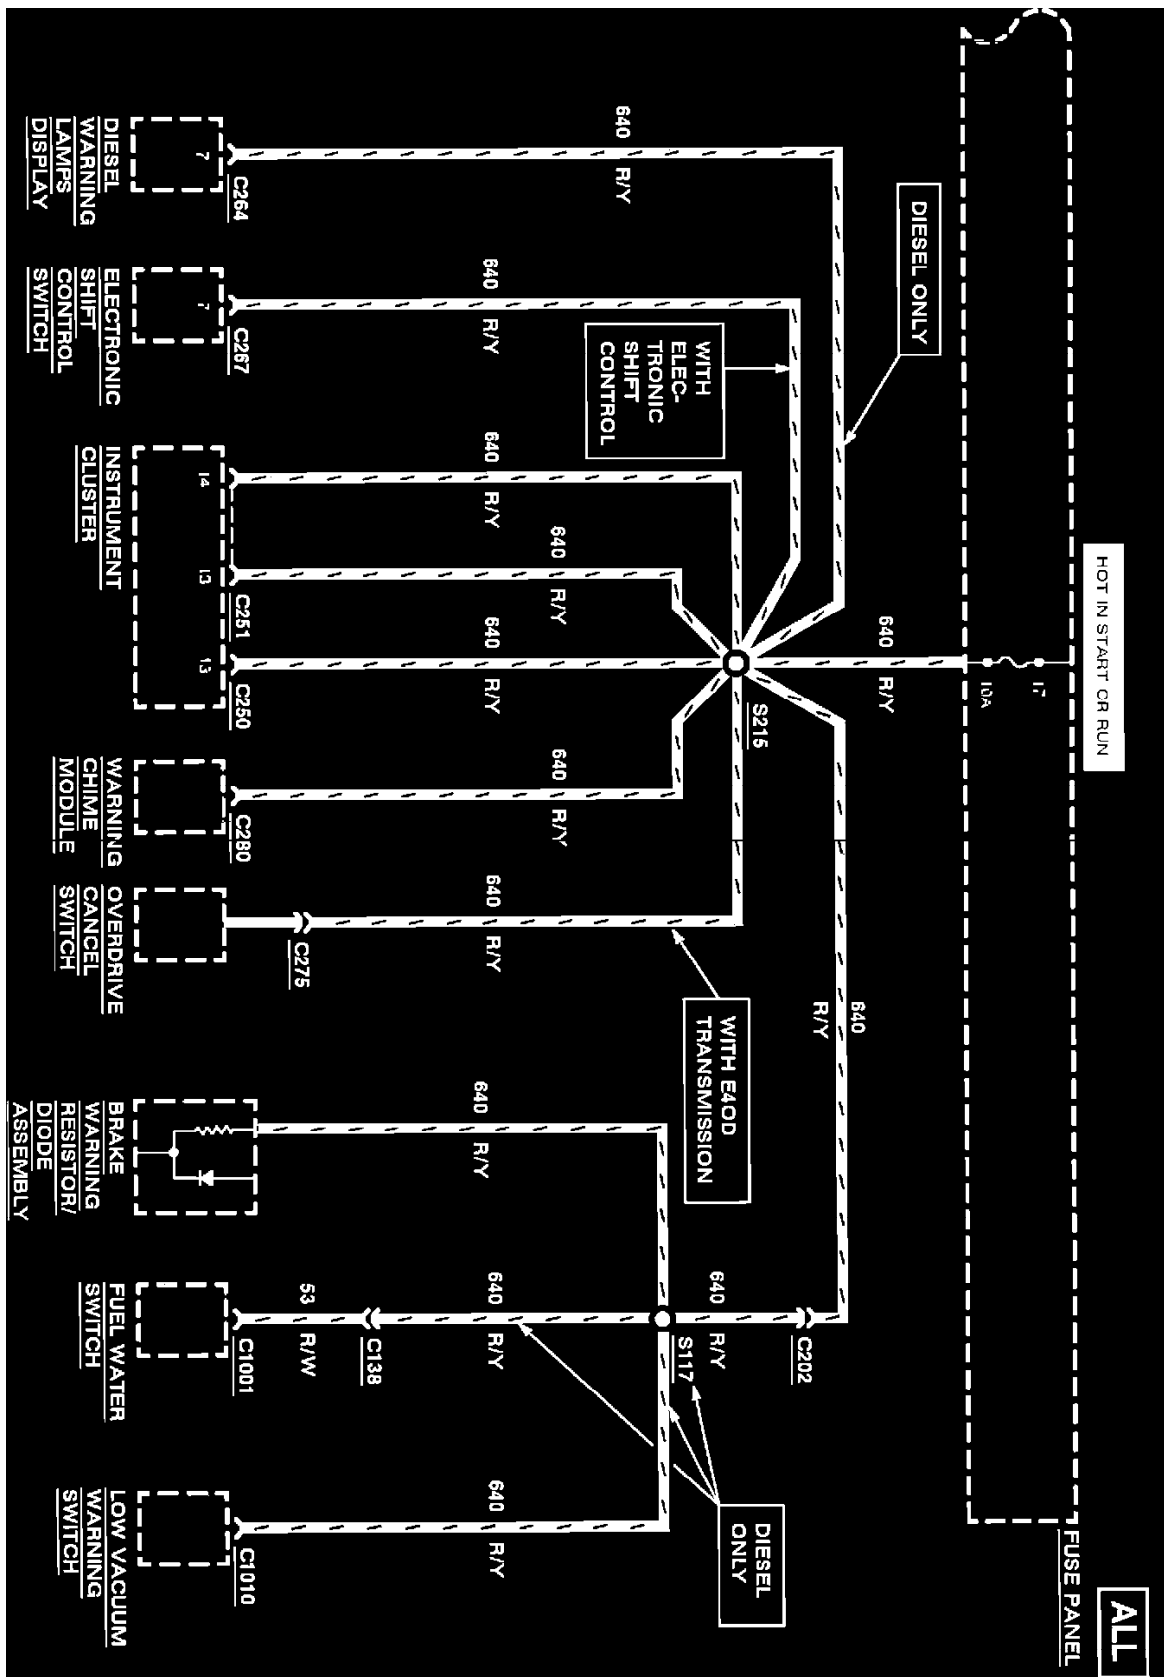 ALL
FUSE PANEL
HOT IN START OR RUN
17
10A
640
R/Y
S215
DIESEL ONLY
640
R/Y
WITH
ELEC-
TRONIC
SHIFT
CONTROL
640
R/Y
640
R/Y
640
R/Y
640
R/Y
640
R/Y
640
R/Y
WITH E4OD
TRANSMISSION
640
R/Y
C202
640
R/Y
S117
DIESEL
ONLY
640
R/Y
640
R/Y
640
R/Y
C138
53
R/W
C275
7
C264
7
C267
14
13
C251
13
C250
C280
C1001
C1010
DIESEL
WARNING
LAMPS
DISPLAY
ELECTRONIC
SHIFT
CONTROL
SWITCH
INSTRUMENT
CLUSTER
WARNING
CHIME
MODULE
OVERDRIVE
CANCEL
SWITCH
BRAKE
WARNING
RESISTOR/
DIODE
ASSEMBLY
FUEL WATER
SWITCH
LOW VACUUM
WARNING
SWITCH